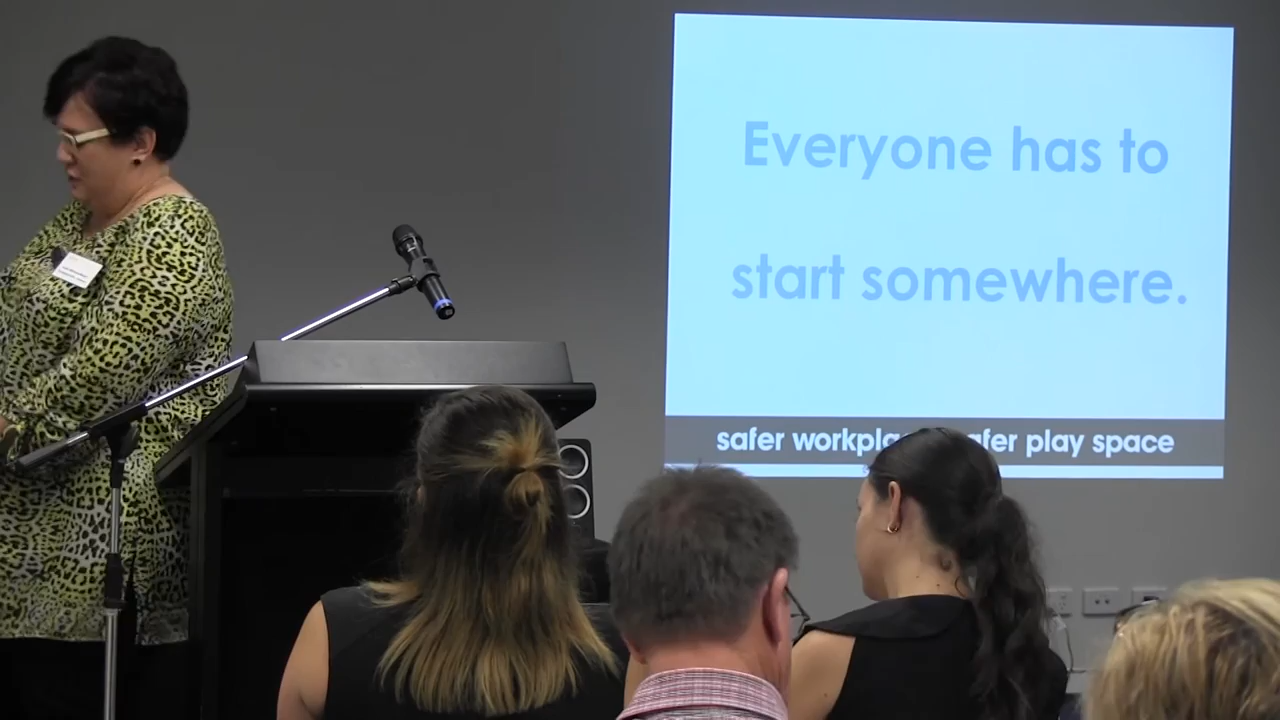 Everyone has to
start somewhere.
safer workpla afer play space